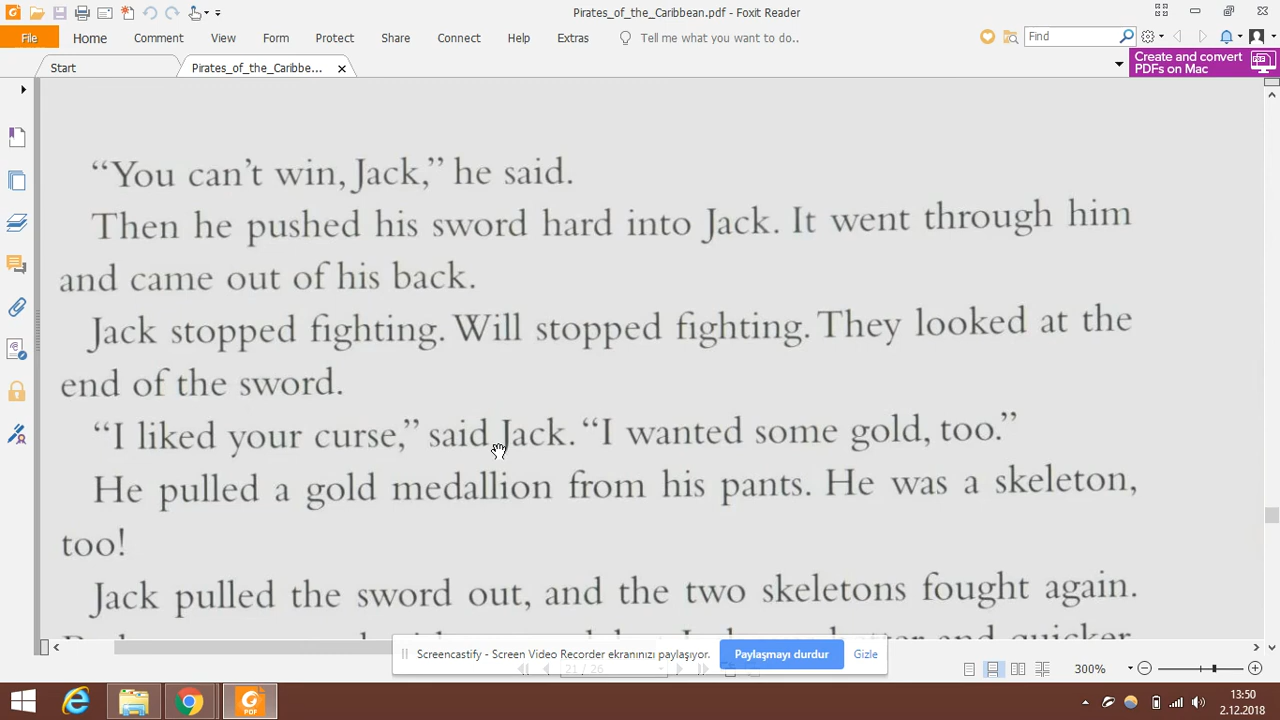 Pirates_of_the_Caribbean.pdf - Foxit Reader
File Home Comment View Form Protect Share Connect Help Extras Tell me what you want to do.. Find
Start Pirates_of_the_Caribbe... Create and convert
PDFs on Mac
“You can’t win, Jack,” he said.
Then he pushed his sword hard into Jack. It went through him
and came out of his back.
Jack stopped fighting. Will stopped fighting. They looked at the
end of the sword.
“I liked your curse,” said Jack. “I wanted some gold, too.”
He pulled a gold medallion from his pants. He was a skeleton,
too!
Jack pulled the sword out, and the two skeletons fought again.
Screencastify - Screen Video Recorder ekranınızı paylaşıyor. Paylaşmayı durdur Gizle
21 / 26 300%
13:50
2.12.2018